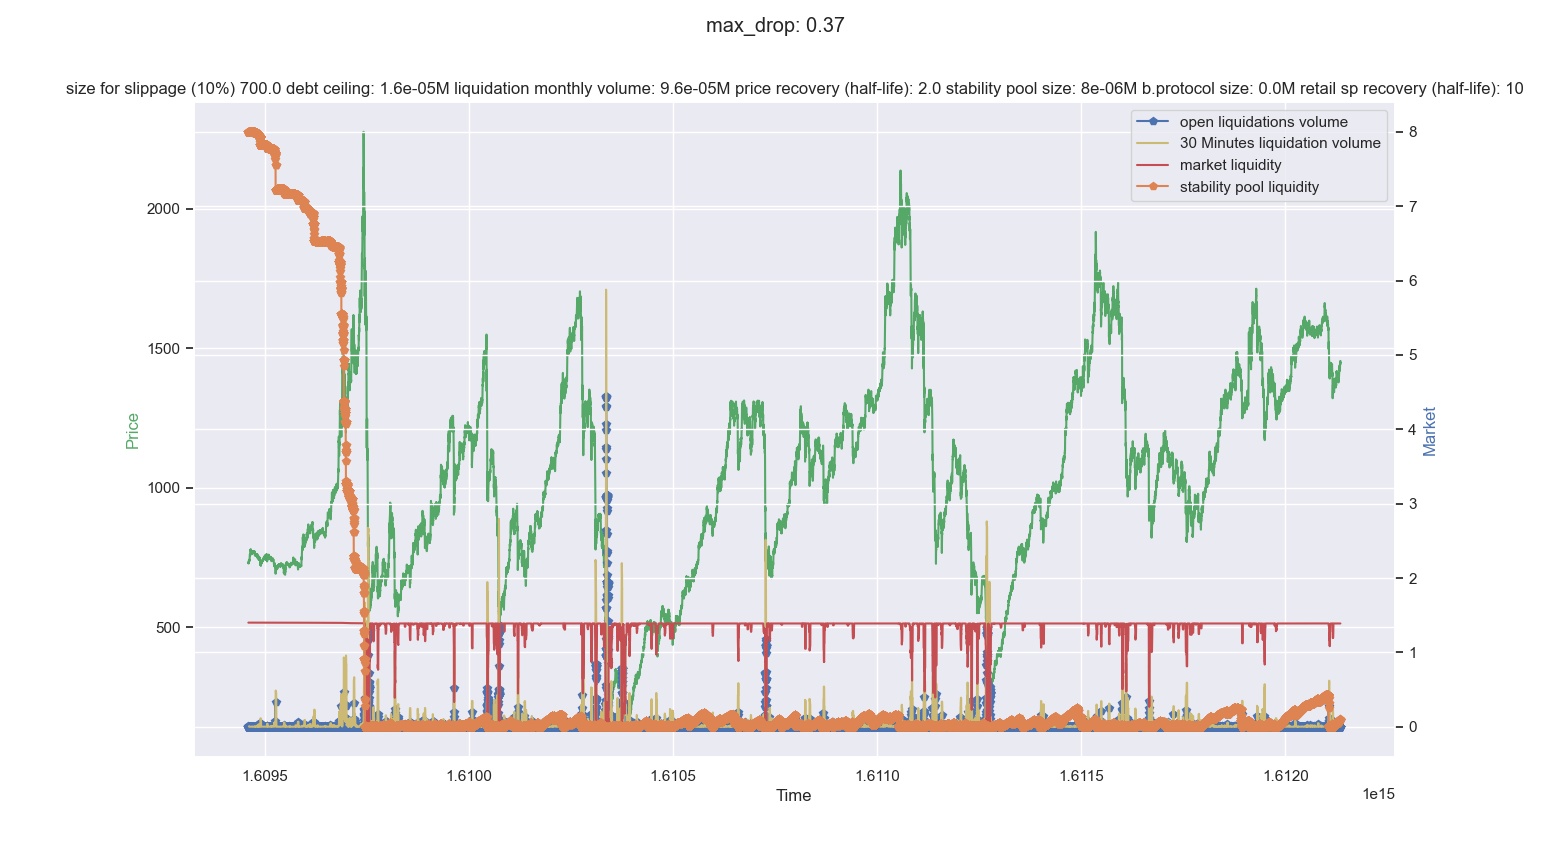 max_drop: 0.37
size for slippage (10%) 700.0 debt ceiling: 1.6e-05M liquidation monthly volume: 9.6e-05M price recovery (half-life): 2.0 stability pool size: 8e-06M b.protocol size: 0.0M retail sp recovery (half-life): 10
open liquidations volume
30 Minutes liquidation volume
market liquidity
stability pool liquidity
Price
2000
1500
1000
500
8
7
6
5
4
3
2
1
0
Market
1.6095 1.6100 1.6105 1.6110 1.6115 1.6120
Time
1e15